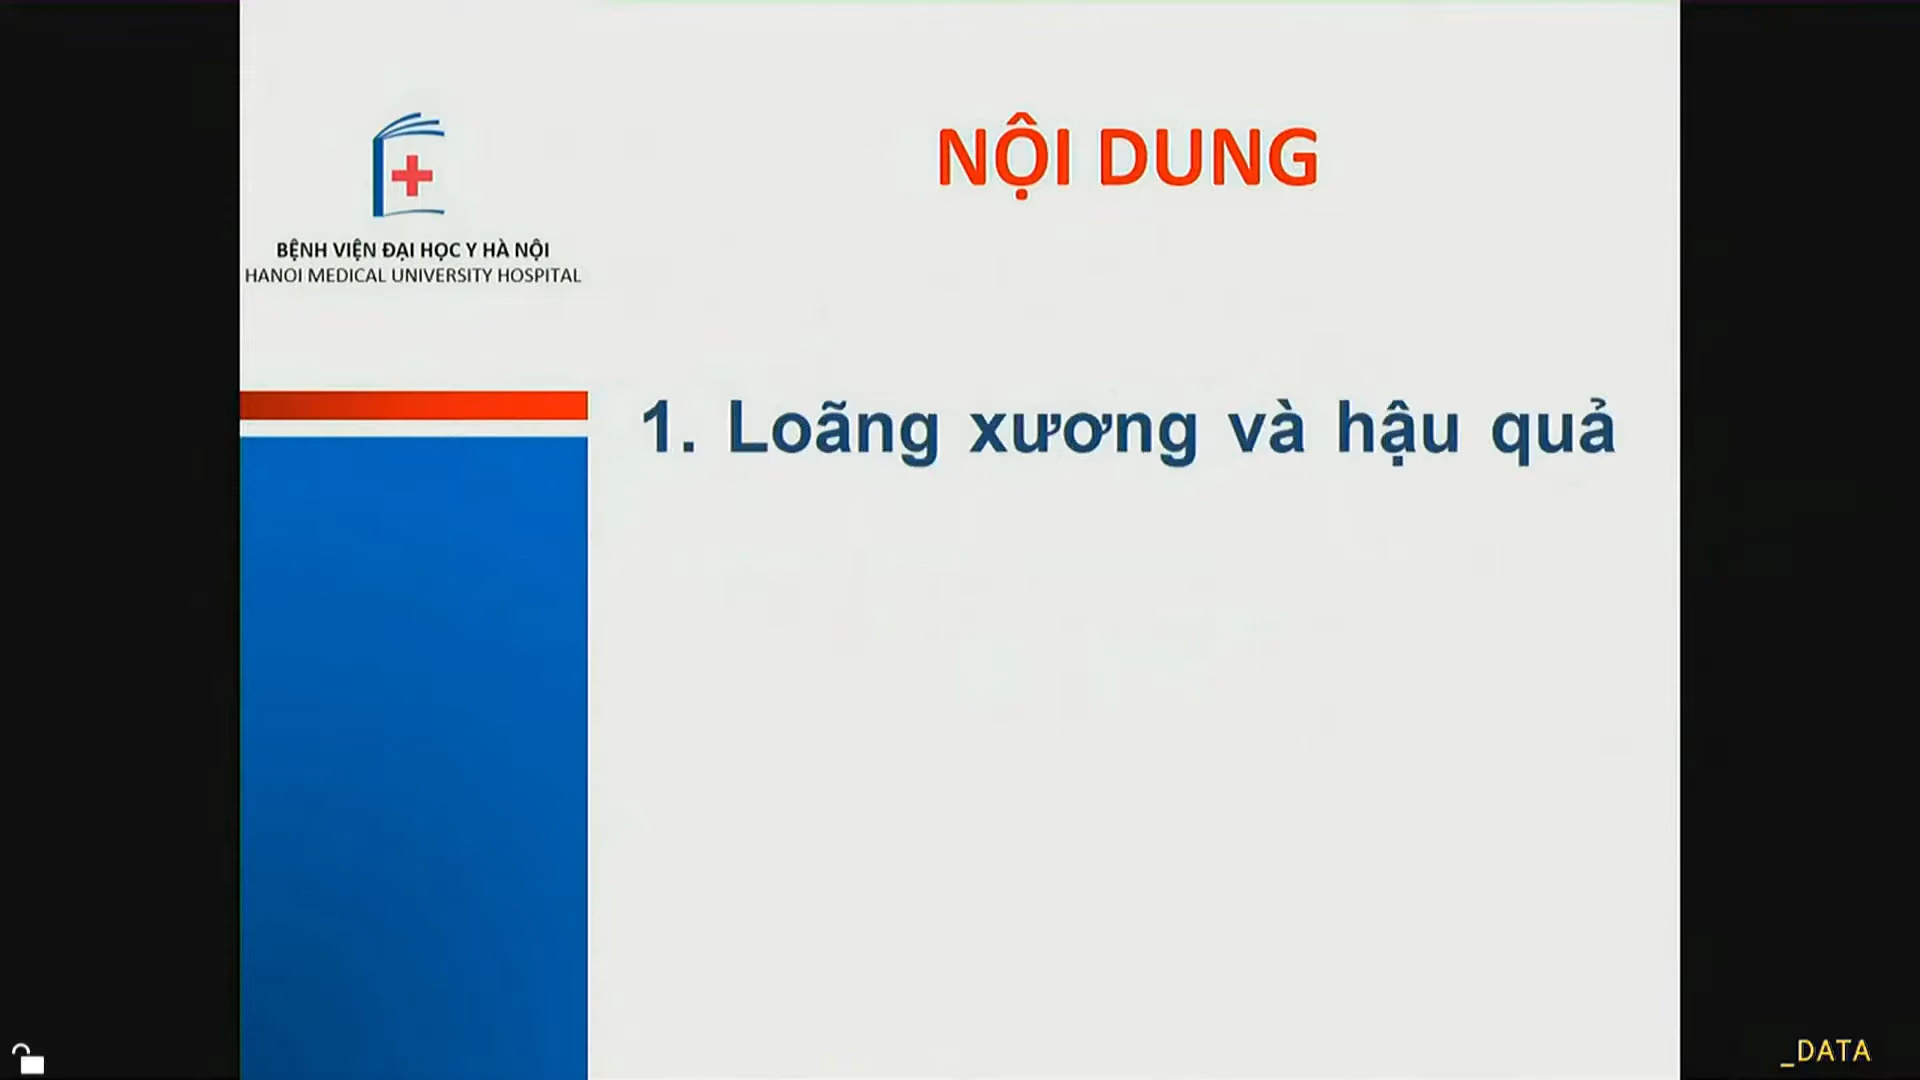 NỘI DUNG
BỆNH VIỆN ĐẠI HỌC Y HÀ NỘI
HANOI MEDICAL UNIVERSITY HOSPITAL
1. Loãng xương và hậu quả
_DATA